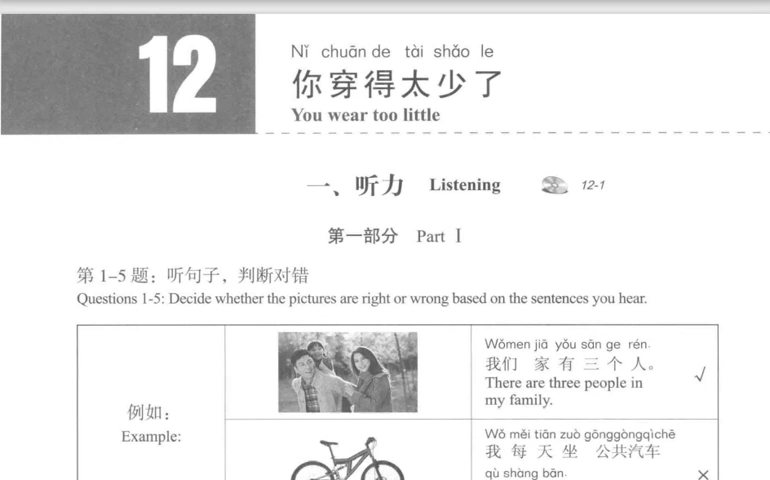 12
Nǐ chuān de tài shǎo le
你穿得太少了
You wear too little
一、听力 Listening 12-1
第一部分 Part Ⅰ
第 1–5 题：听句子，判断对错
Questions 1-5: Decide whether the pictures are right or wrong based on the sentences you hear.
例如：
Example:
Wǒmen jiā yǒu sān ge rén.
我们 家 有 三 个 人。
There are three people in
my family.
√
Wǒ měi tiān zuò gōnggòngqìchē
我 每 天 坐 公共汽车
qù shàng bān.
×